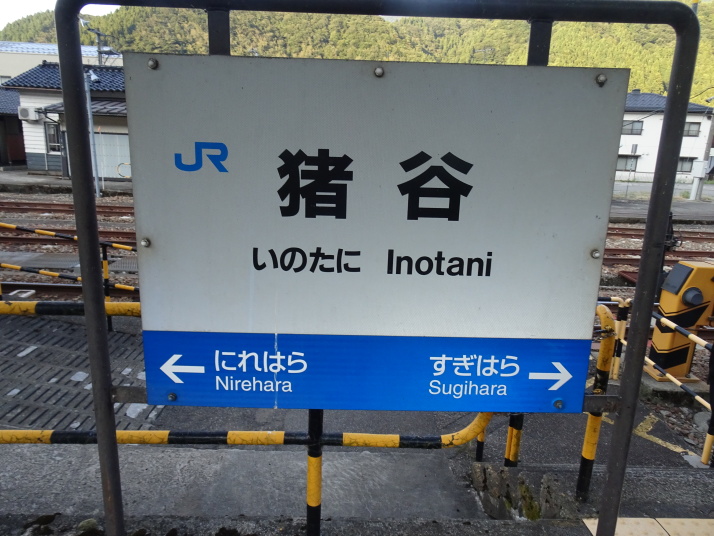 JR
猪谷
いのたに Inotani
← にれはら すぎはら →
Nirehara Sugihara